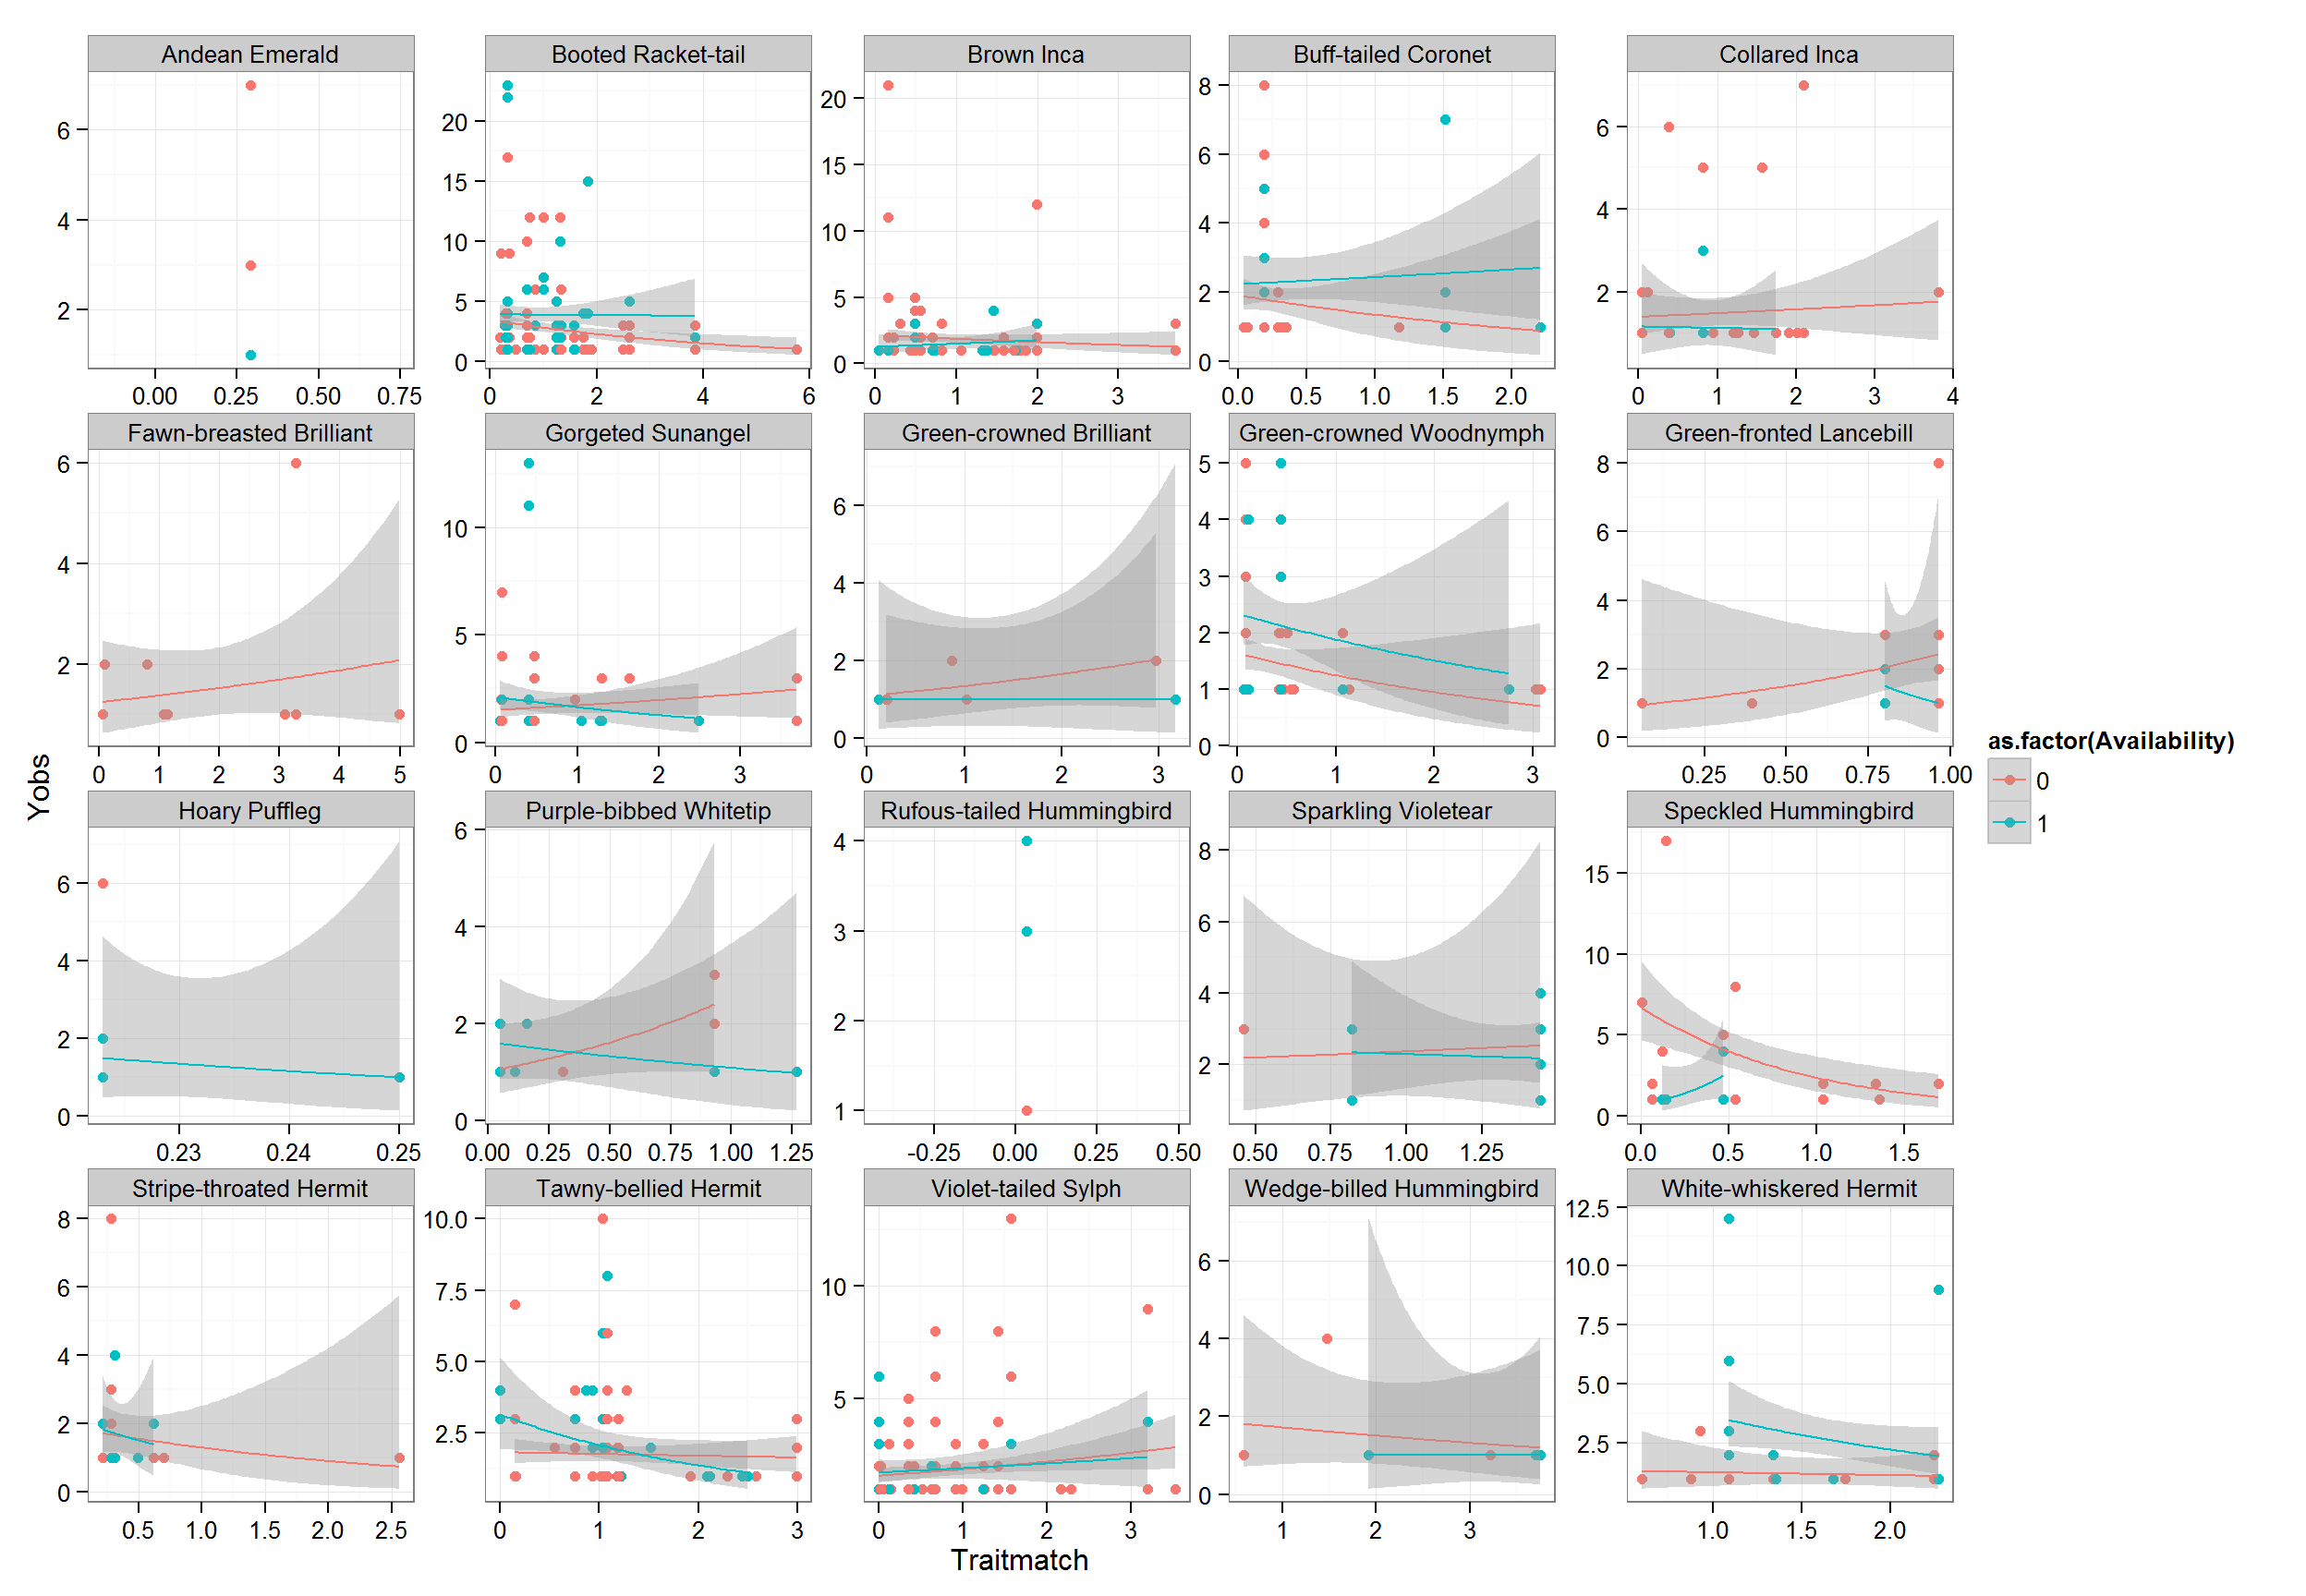 Andean Emerald
Booted Racket-tail
Brown Inca
Buff-tailed Coronet
Collared Inca
6
4
2
0.00 0.25 0.50 0.75
20
15
10
5
0
0 2 4 6
20
15
10
5
0
0 1 2 3
8
6
4
2
0
0.0 0.5 1.0 1.5 2.0
6
4
2
0 1 2 3 4
Fawn-breasted Brilliant
Gorgeted Sunangel
Green-crowned Brilliant
Green-crowned Woodnymph
Green-fronted Lancebill
6
4
2
0 1 2 3 4 5
10
5
0
0 1 2 3
6
4
2
0
0 1 2 3
5
4
3
2
1
0
0 1 2 3
8
6
4
2
0
0.25 0.50 0.75 1.00
Hoary Puffleg
Purple-bibbed Whitetip
Rufous-tailed Hummingbird
Sparkling Violetear
Speckled Hummingbird
6
4
2
0
0.23 0.24 0.25
6
4
2
0
0.00 0.25 0.50 0.75 1.00 1.25
4
3
2
1
-0.25 0.00 0.25 0.50
8
6
4
2
0.50 0.75 1.00 1.25
15
10
5
0
0.0 0.5 1.0 1.5
Stripe-throated Hermit
Tawny-bellied Hermit
Violet-tailed Sylph
Wedge-billed Hummingbird
White-whiskered Hermit
8
6
4
2
0
0.5 1.0 1.5 2.0 2.5
10.0
7.5
5.0
2.5
0 1 2 3
10
5
0 1 2 3
6
4
2
0
1 2 3
12.5
10.0
7.5
5.0
2.5
1.0 1.5 2.0
Yobs
Traitmatch
as.factor(Availability)
0
1